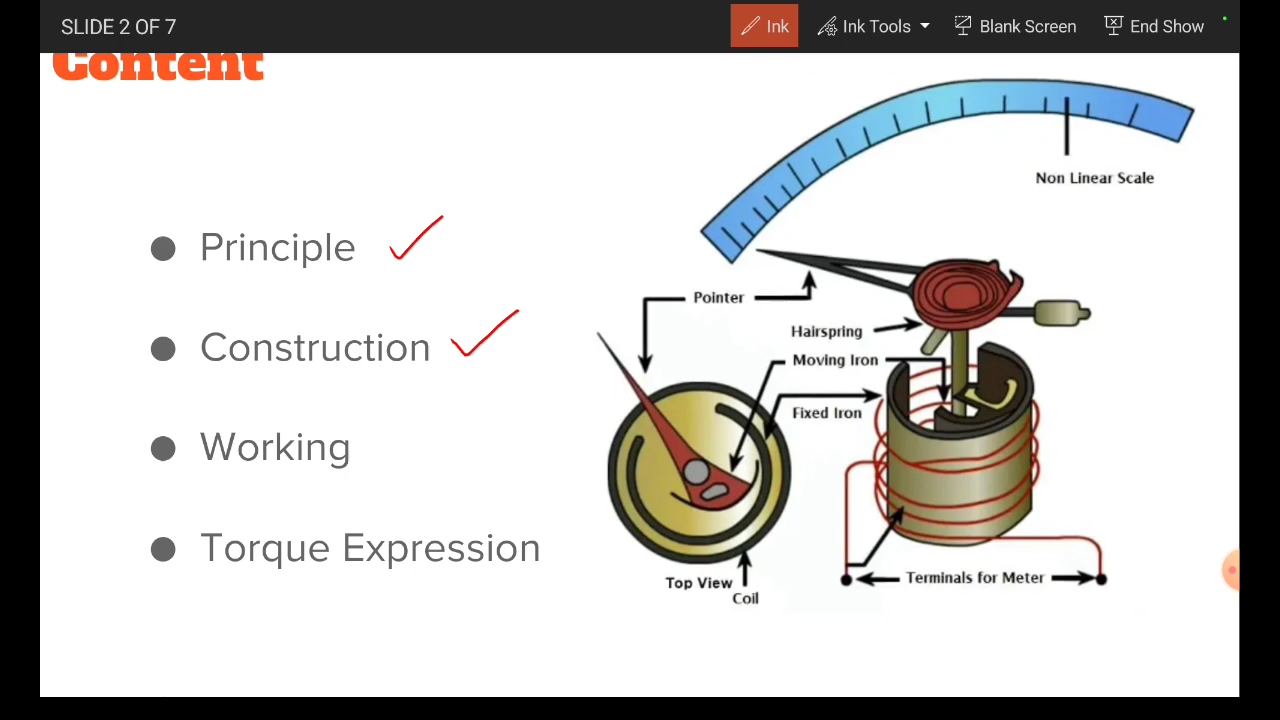 SLIDE 2 OF 7
Ink
Ink Tools
Blank Screen
End Show
Content
Principle
Construction
Working
Torque Expression
Non Linear Scale
Pointer
Hairspring
Moving Iron
Fixed Iron
Top View
Coil
Terminals for Meter